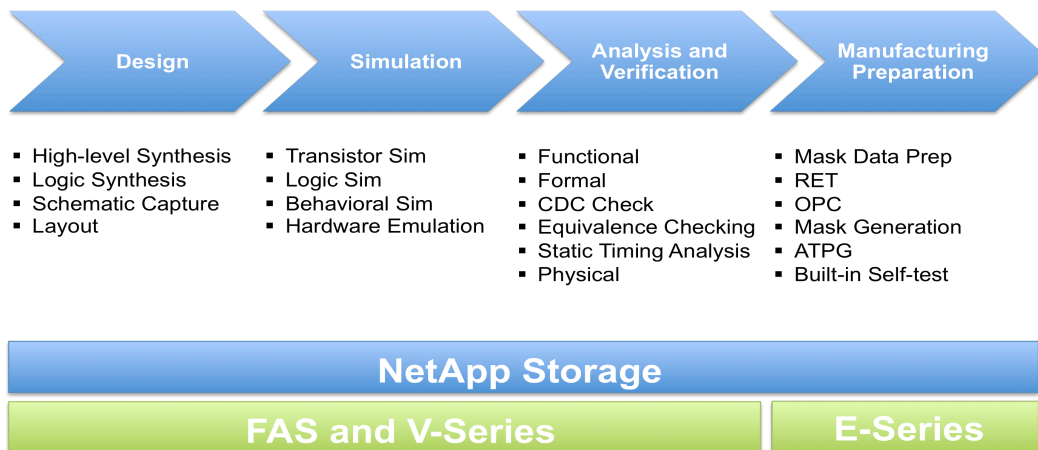 Design
Simulation
Analysis and
Verification
Manufacturing
Preparation
▪ High-level Synthesis
▪ Logic Synthesis
▪ Schematic Capture
▪ Layout
▪ Transistor Sim
▪ Logic Sim
▪ Behavioral Sim
▪ Hardware Emulation
▪ Functional
▪ Formal
▪ CDC Check
▪ Equivalence Checking
▪ Static Timing Analysis
▪ Physical
▪ Mask Data Prep
▪ RET
▪ OPC
▪ Mask Generation
▪ ATPG
▪ Built-in Self-test
NetApp Storage
FAS and V-Series
E-Series